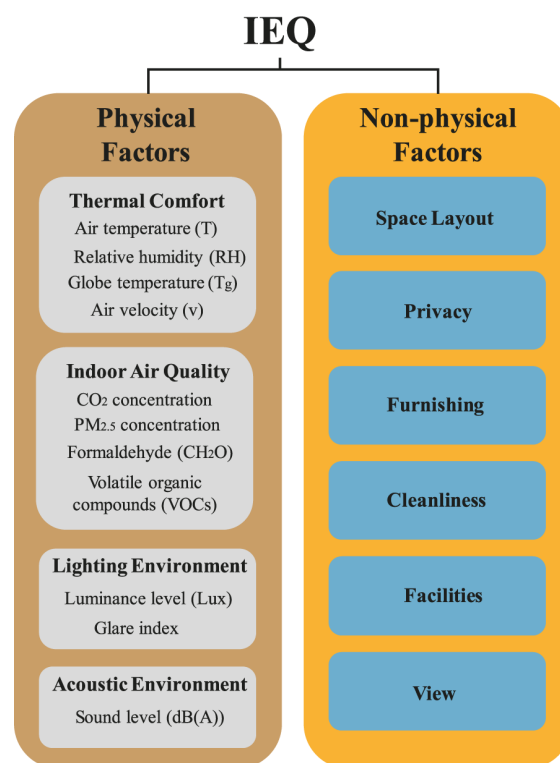 IEQ
Physical
Factors
Thermal Comfort
Air temperature (T)
Relative humidity (RH)
Globe temperature (Tg)
Air velocity (v)
Indoor Air Quality
CO2 concentration
PM2.5 concentration
Formaldehyde (CH2O)
Volatile organic
compounds (VOCs)
Lighting Environment
Luminance level (Lux)
Glare index
Acoustic Environment
Sound level (dB(A))
Non-physical
Factors
Space Layout
Privacy
Furnishing
Cleanliness
Facilities
View